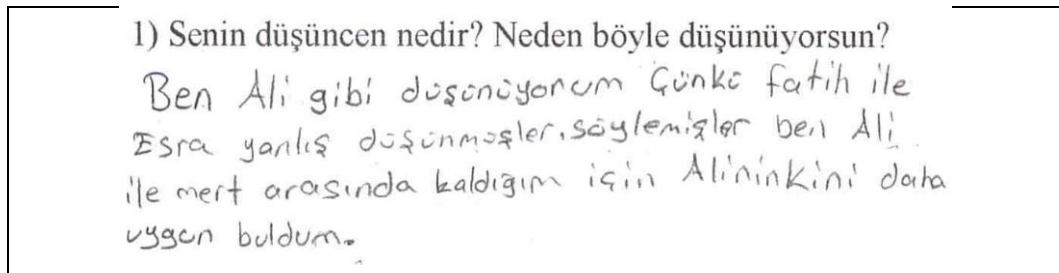 1) Senin düşüncen nedir? Neden böyle düşünüyorsun?
Ben Ali gibi düşünüyorum Çünkü fatih ile
Esra yanlış düşünmüşler, söylemişler ben Ali
ile mert arasında kaldığım için Alininkini daha
uygun buldum.